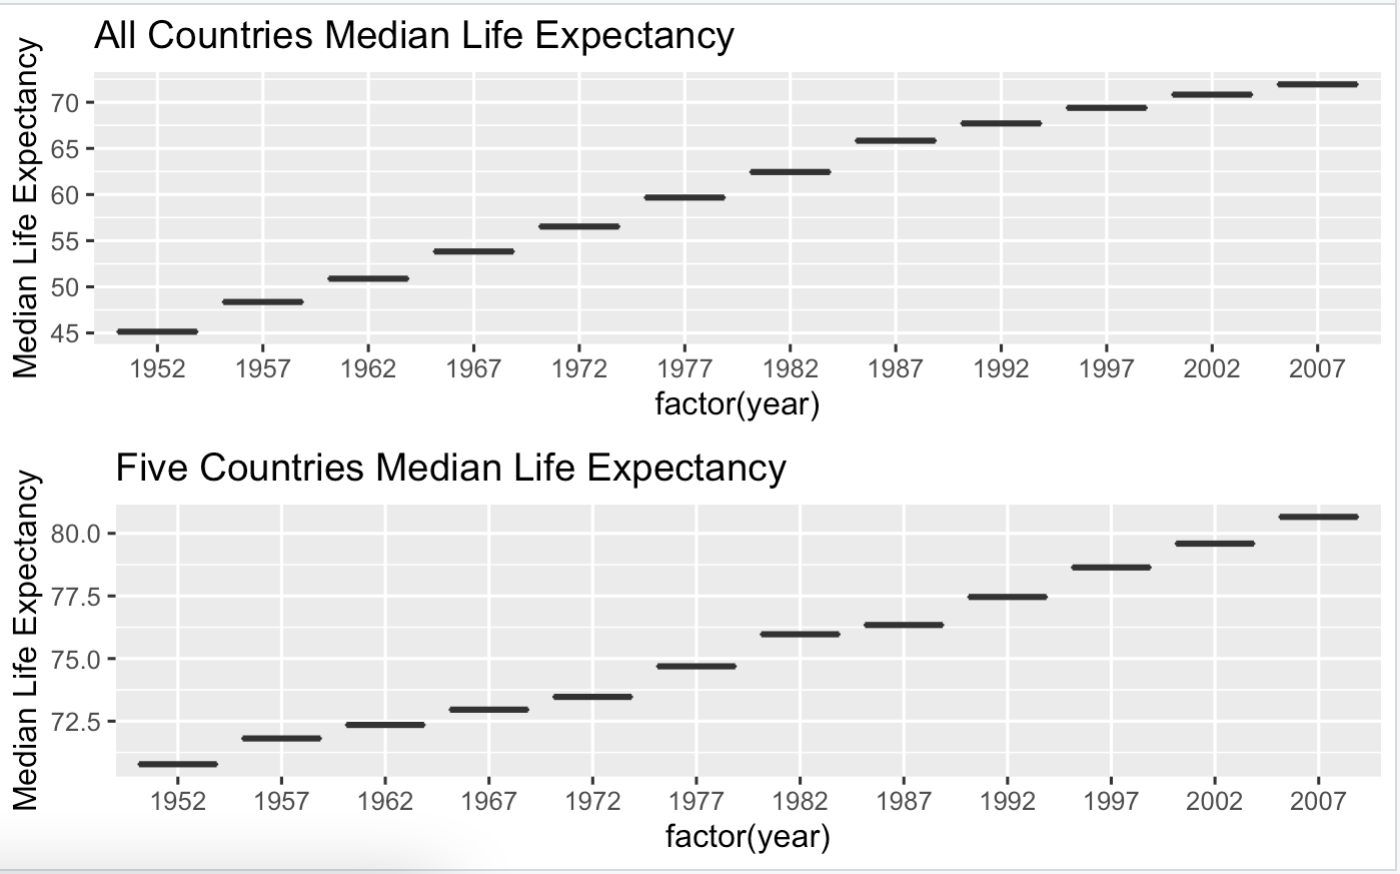 All Countries Median Life Expectancy
Median Life Expectancy
70
65
60
55
50
45
1952 1957 1962 1967 1972 1977 1982 1987 1992 1997 2002 2007
factor(year)
Five Countries Median Life Expectancy
Median Life Expectancy
80.0
77.5
75.0
72.5
1952 1957 1962 1967 1972 1977 1982 1987 1992 1997 2002 2007
factor(year)